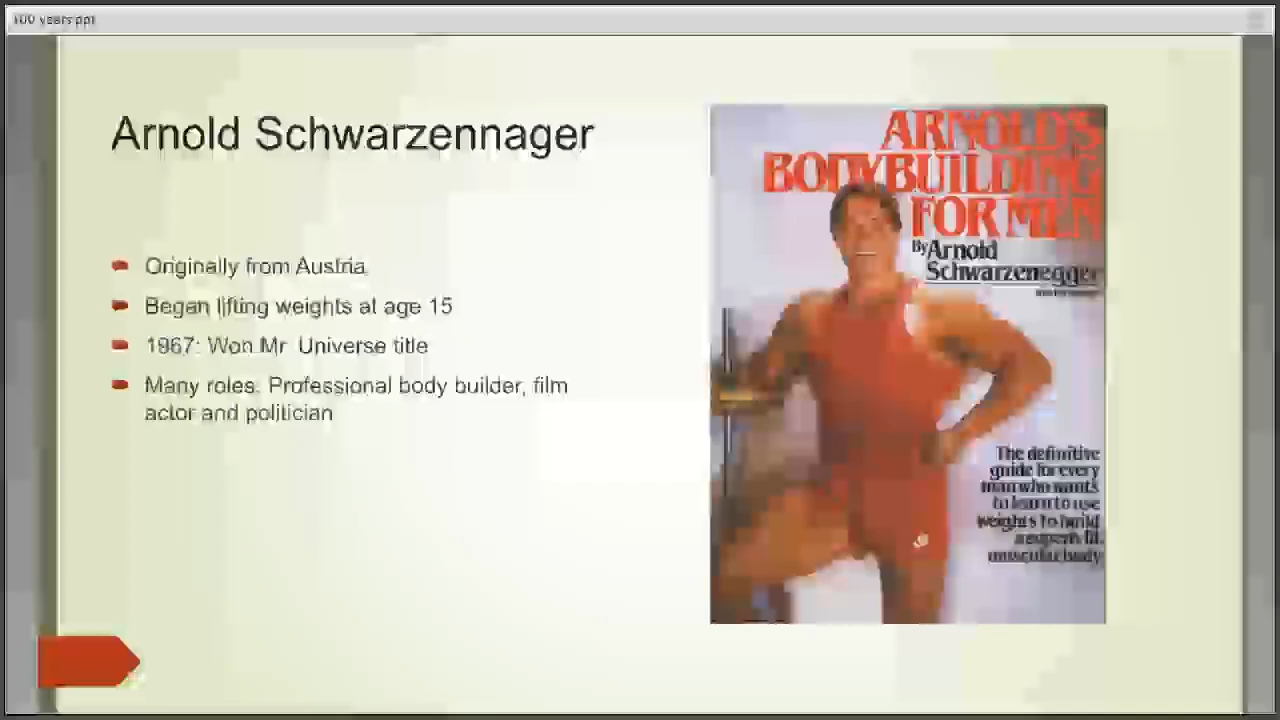 100 years.ppt
Arnold Schwarzennager
Originally from Austria
Began lifting weights at age 15
1967: Won Mr. Universe title
Many roles: Professional body builder, film
actor and politician
ARNOLD'S
BODYBUILDING
FOR MEN
By Arnold
Schwarzenegger
The definitive
guide for every
man who wants
to learn to use
weights to build
a superb, fit,
muscular body